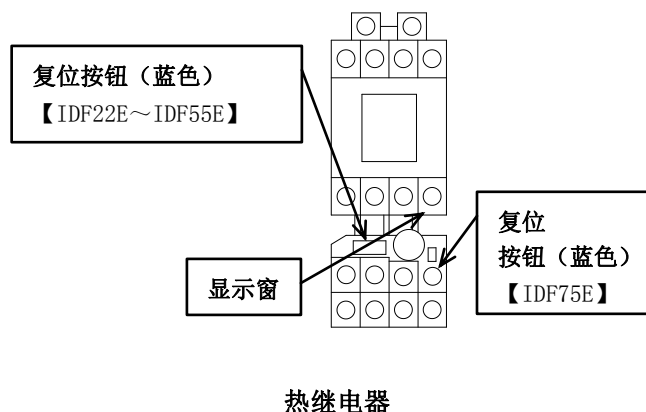 复位按钮（蓝色）
【IDF22E～IDF55E】
复位
按钮（蓝色）
【IDF75E】
显示窗
热继电器